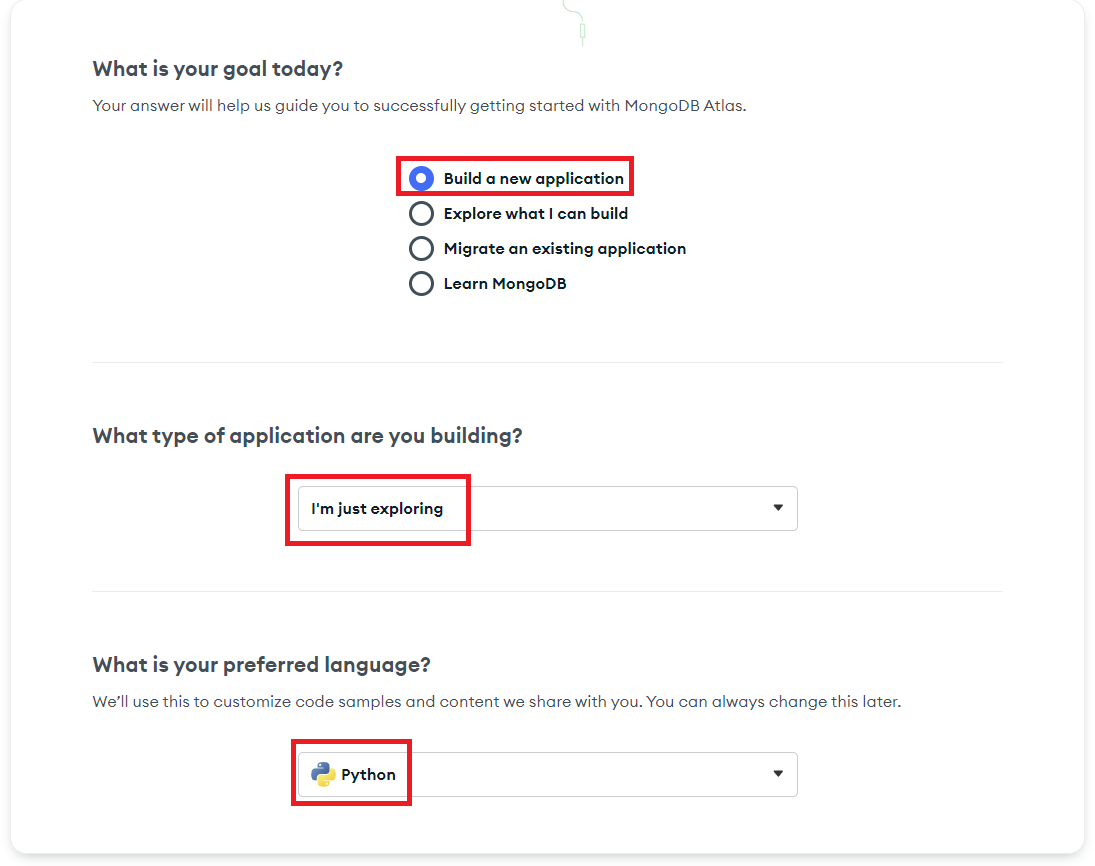 What is your goal today?
Your answer will help us guide you to successfully getting started with MongoDB Atlas.
Build a new application
Explore what I can build
Migrate an existing application
Learn MongoDB
What type of application are you building?
I'm just exploring
What is your preferred language?
We’ll use this to customize code samples and content we share with you. You can always change this later.
Python